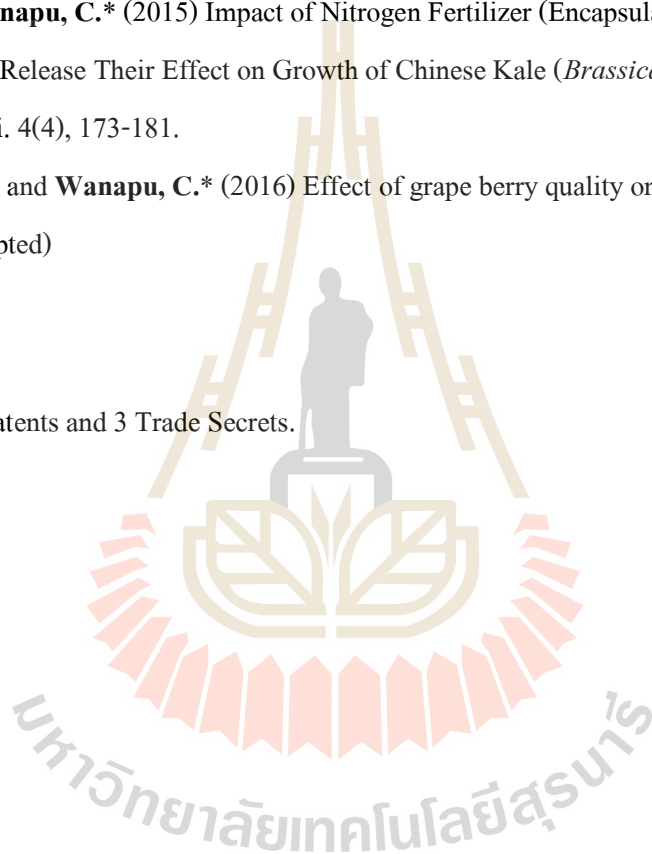 napu, C.* (2015) Impact of Nitrogen Fertilizer (Encapsula
Release Their Effect on Growth of Chinese Kale (Brassica
i. 4(4), 173-181.
and Wanapu, C.* (2016) Effect of grape berry quality or
pted)
atents and 3 Trade Secrets.
มหาวิทยาลัยเทคโนโลยีสุรนารี